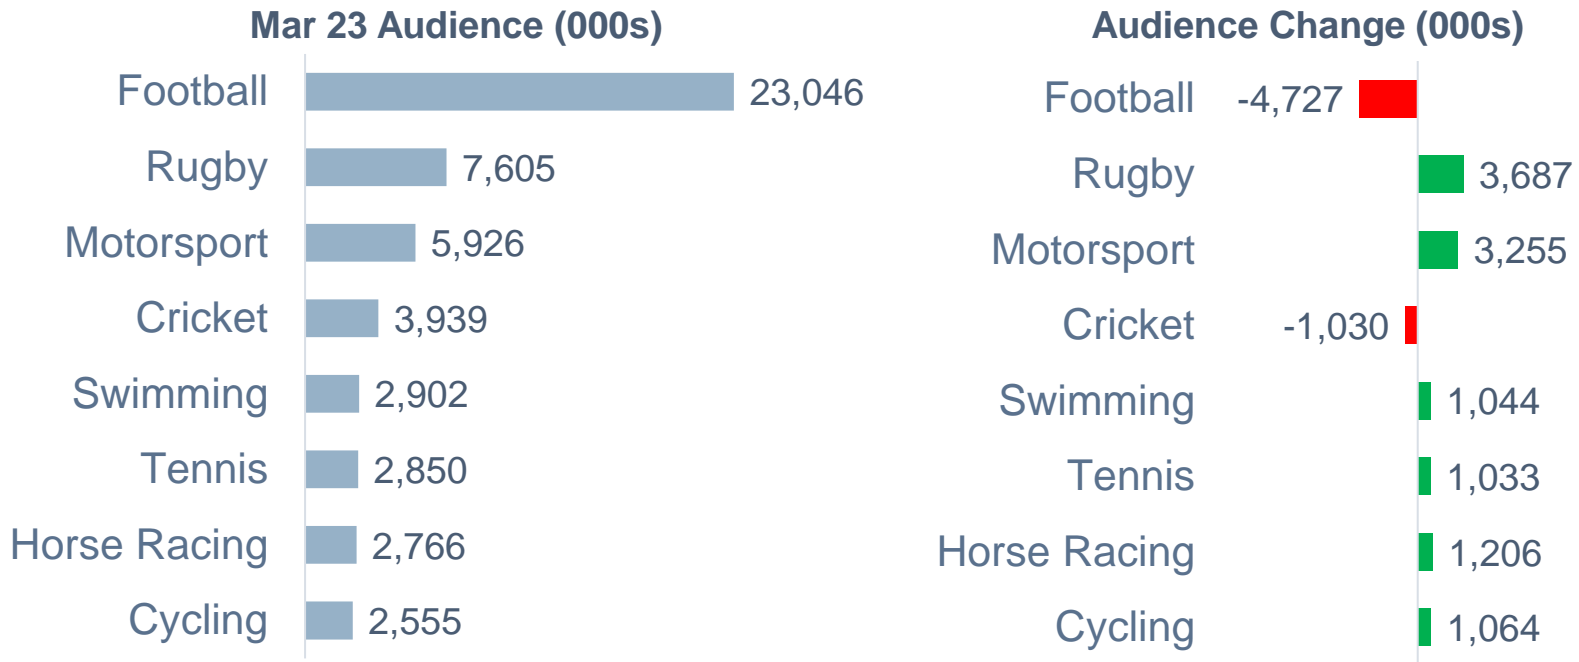 Mar 23 Audience (000s)
Football 23,046
Rugby 7,605
Motorsport 5,926
Cricket 3,939
Swimming 2,902
Tennis 2,850
Horse Racing 2,766
Cycling 2,555
Audience Change (000s)
Football -4,727
Rugby 3,687
Motorsport 3,255
Cricket -1,030
Swimming 1,044
Tennis 1,033
Horse Racing 1,206
Cycling 1,064